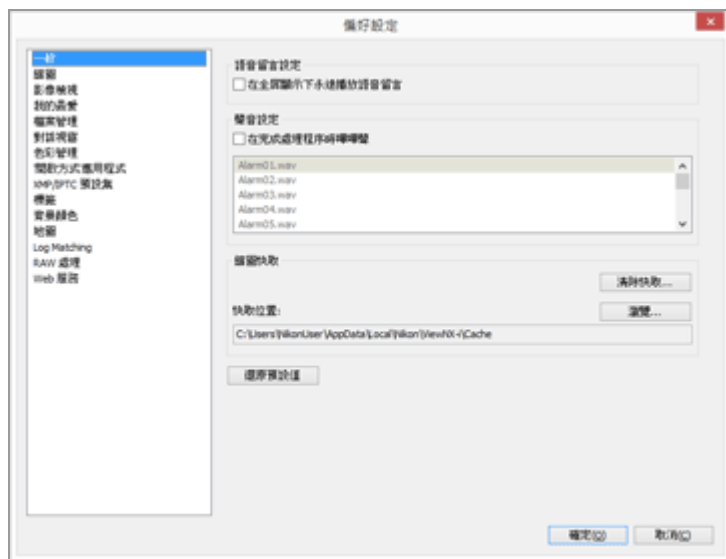 偏好設定
一般
縮圖
影像檢視
我的最愛
檔案管理
對話視窗
色彩管理
開啟方式應用程式
XMP/IPTC 預設集
標籤
背景顏色
地圖
Log Matching
RAW 處理
Web 服務
語音留言設定
在全屏顯示下永遠播放語音留言
聲音設定
在完成處理程序時嗶嗶聲
Alarm01.wav
Alarm02.wav
Alarm03.wav
Alarm04.wav
Alarm05.wav
縮圖快取
清除快取...
快取位置:
瀏覽...
C:\Users\NikonUser\AppData\Local\Nikon\ViewNX-i\Cache
還原預設值
確定(O)
取消(C)